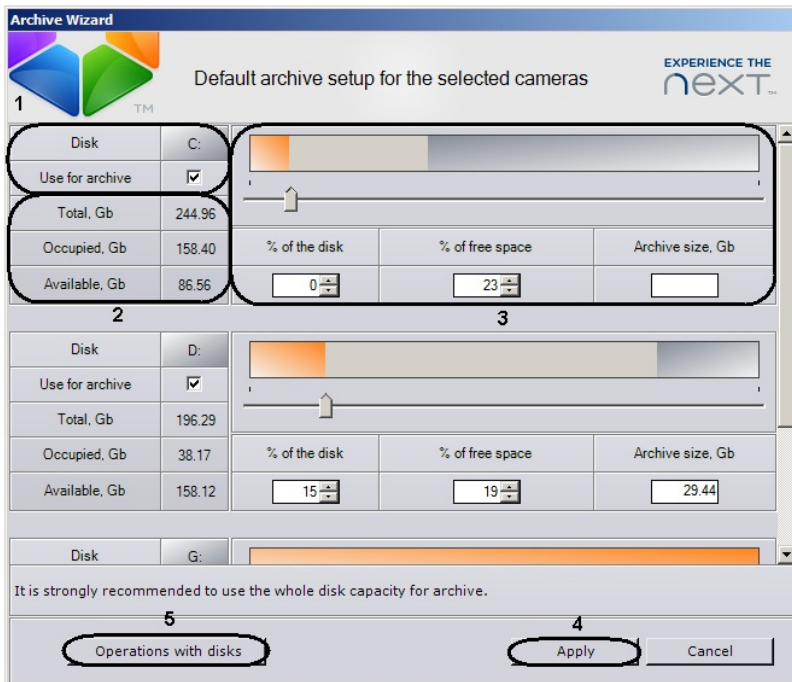 Archive Wizard
Default archive setup for the selected cameras
EXPERIENCE THE
next™
1
TM
Disk C:
Use for archive
Total, Gb 244.96
Occupied, Gb 158.40
Available, Gb 86.56
% of the disk % of free space Archive size, Gb
0 23
2 3
Disk D:
Use for archive
Total, Gb 196.29
Occupied, Gb 38.17
Available, Gb 158.12
% of the disk % of free space Archive size, Gb
15 19 29.44
Disk G:
It is strongly recommended to use the whole disk capacity for archive.
5 4
Operations with disks Apply Cancel